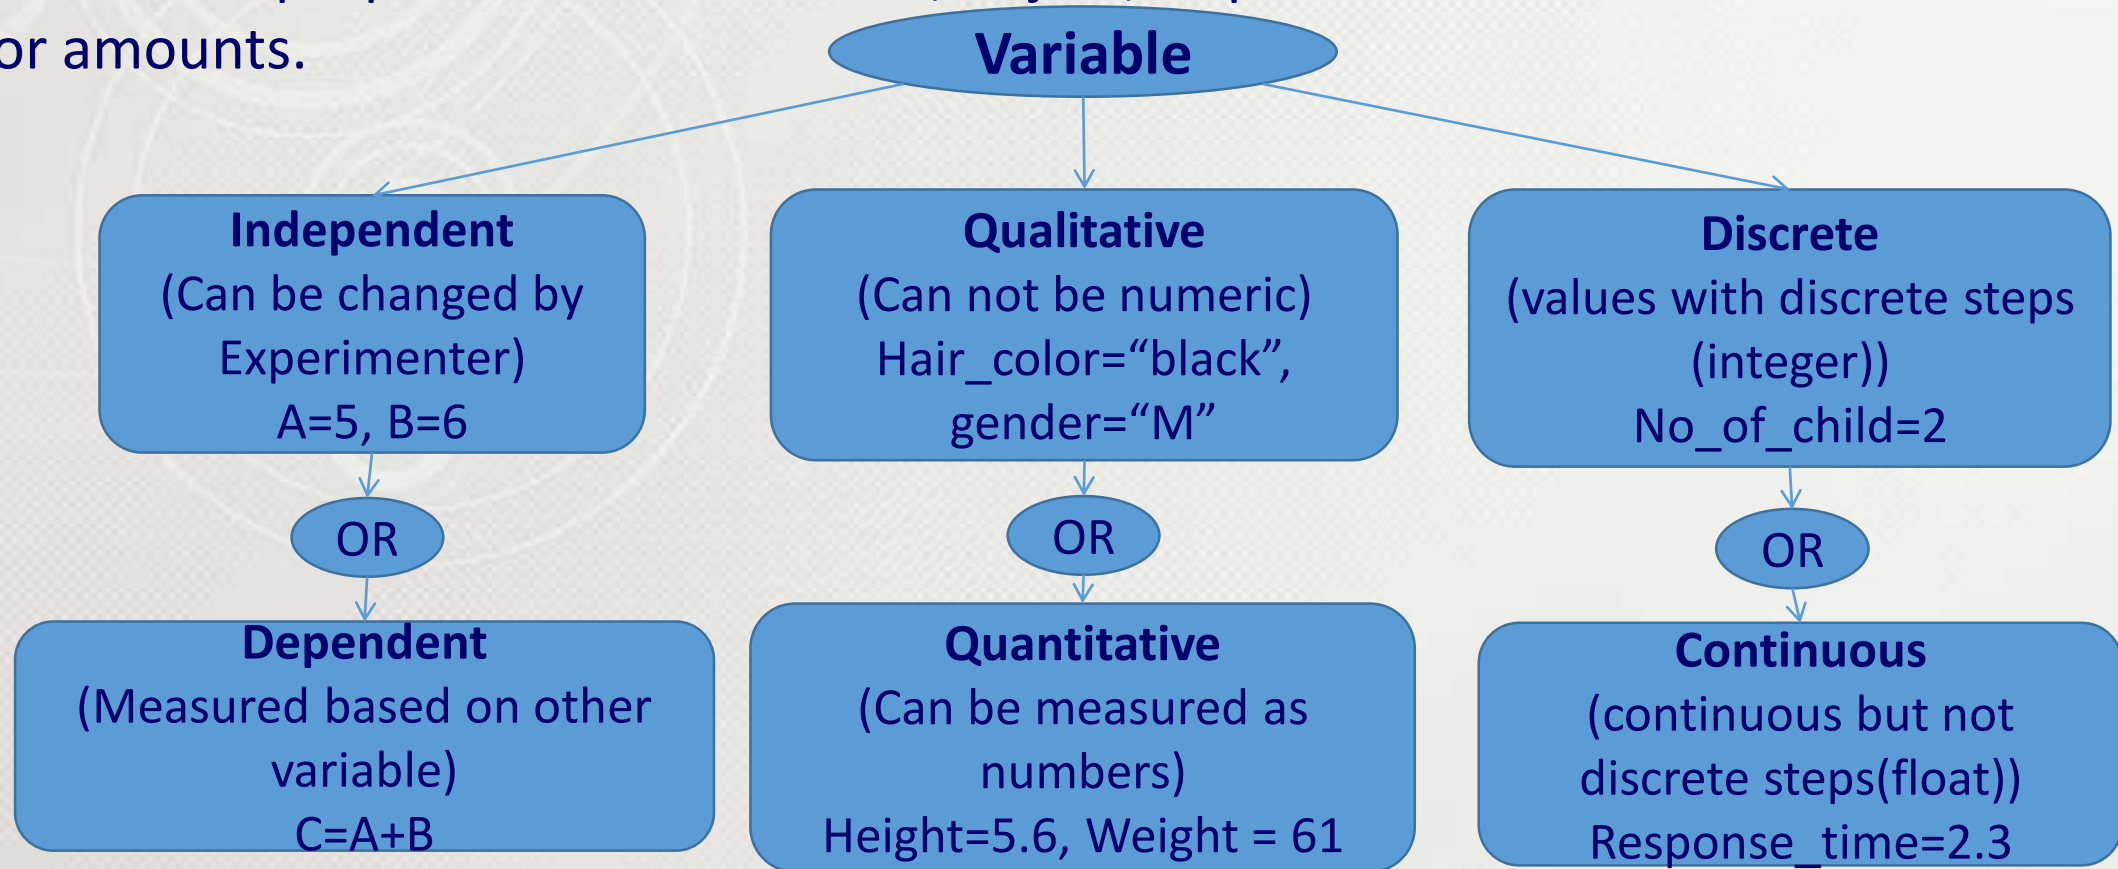 or amounts.
Variable
Independent
(Can be changed by
Experimenter)
A=5, B=6
OR
Dependent
(Measured based on other
variable)
C=A+B
Qualitative
(Can not be numeric)
Hair_color=“black”,
gender=“M”
OR
Quantitative
(Can be measured as
numbers)
Height=5.6, Weight = 61
Discrete
(values with discrete steps
(integer))
No_of_child=2
OR
Continuous
(continuous but not
discrete steps(float))
Response_time=2.3